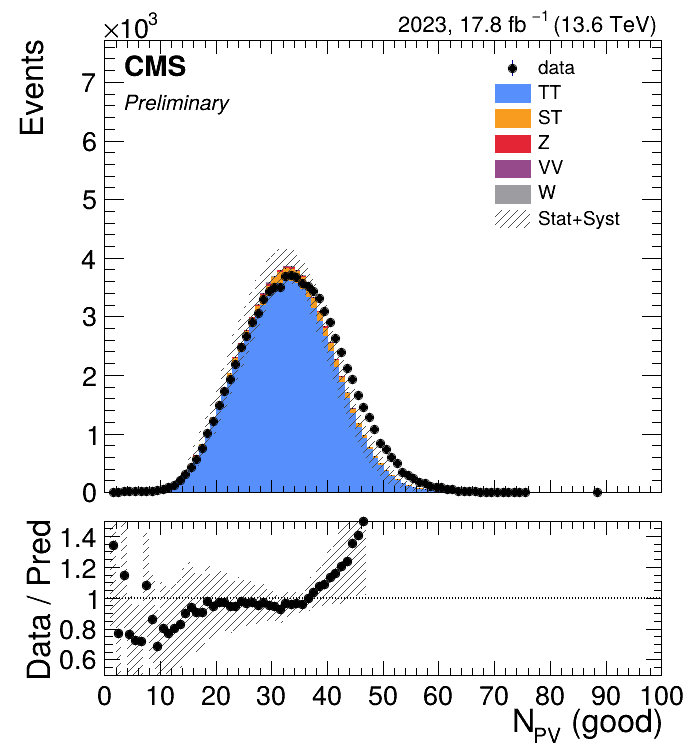 ×10³ 2023, 17.8 fb ⁻¹ (13.6 TeV)
Events
CMS
Preliminary
data
TT
ST
Z
VV
W
Stat+Syst
7
6
5
4
3
2
1
0
Data / Pred
1.4
1.2
1
0.8
0.6
0 10 20 30 40 50 60 70 80 90 100
N_PV (good)